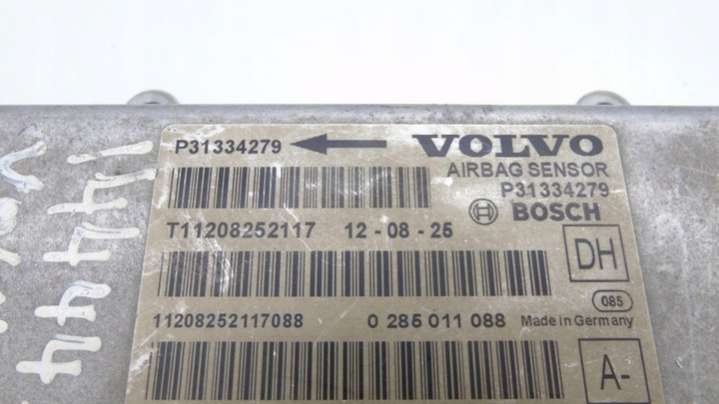 P31334279 VOLVO
AIRBAG SENSOR
P31334279
BOSCH
T11208252117 12-08-25
DH
085
11208252117088 0 285 011 088 Made in Germany
A-